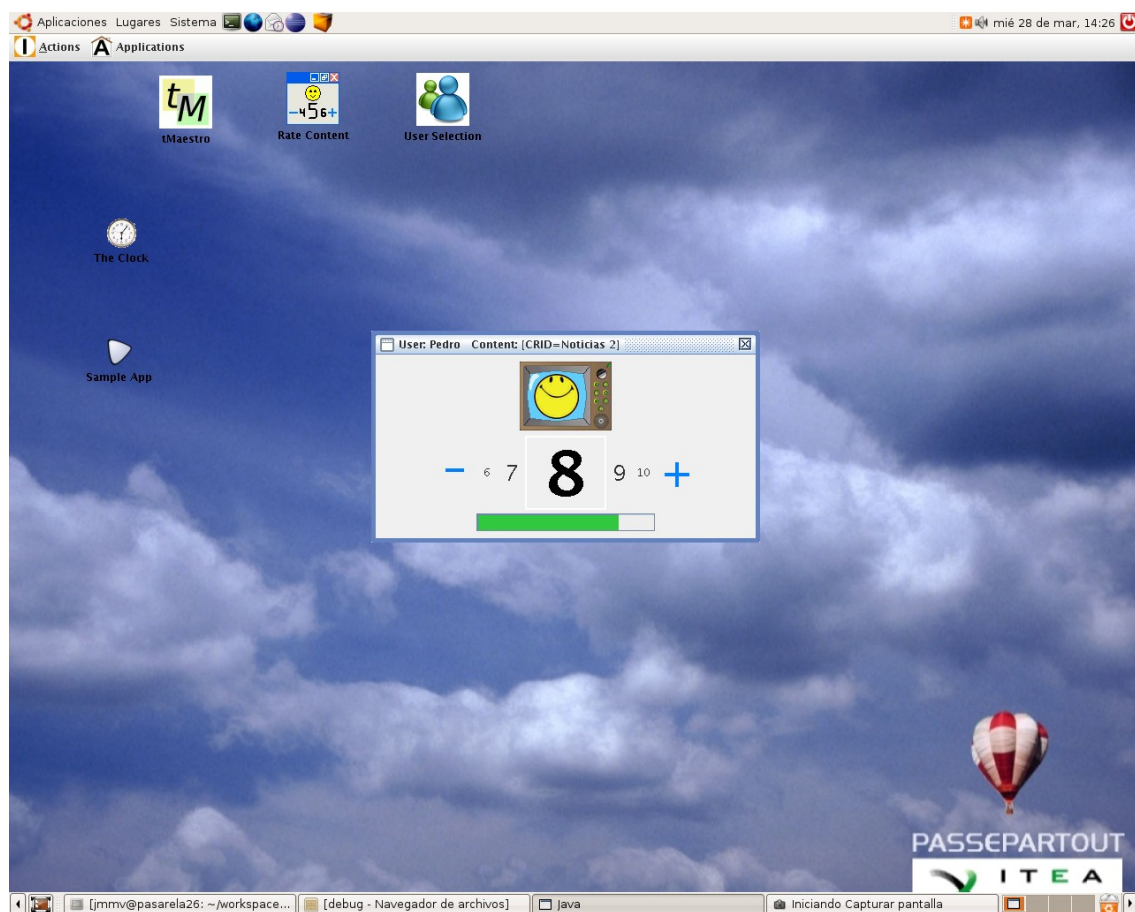 Aplicaciones Lugares Sistema mié 28 de mar, 14:26
I Actions A Applications
tM
tMaestro
-456+
Rate Content
User Selection
The Clock
Sample App
User: Pedro Content: [CRID=Noticias 2]
- 6 7 8 9 10 +
PASSEPARTOUT
ITEA
[jmmv@pasarela26: ~/workspace... [debug - Navegador de archivos] Java Iniciando Capturar pantalla